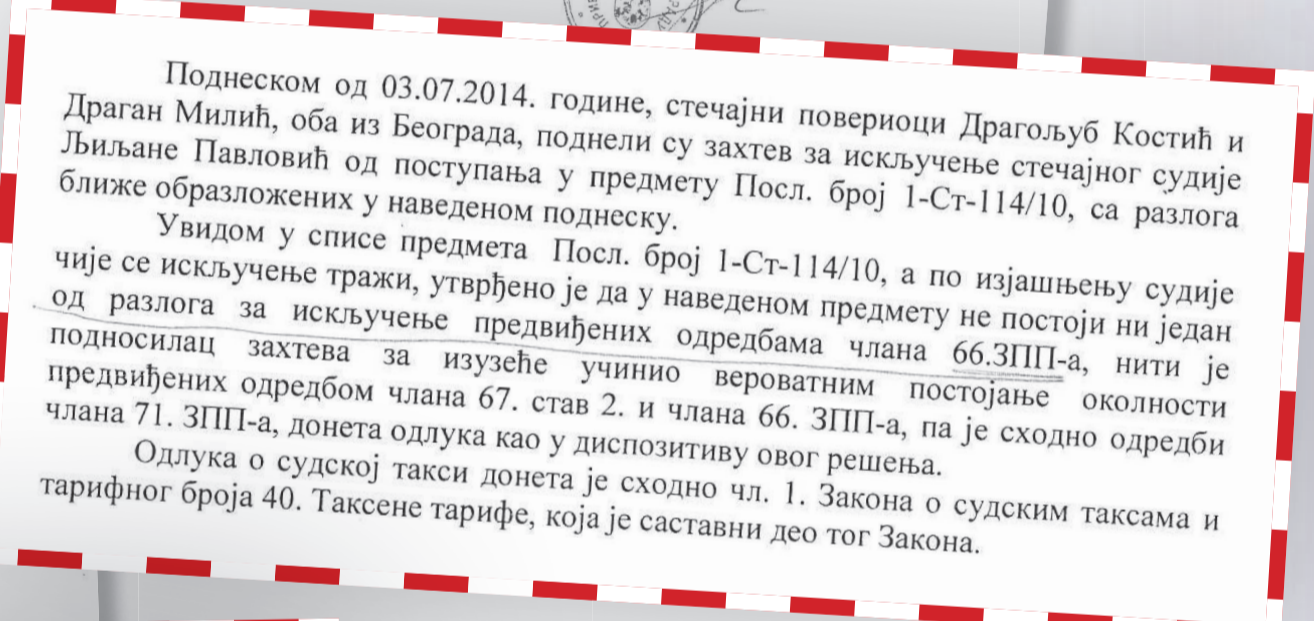 Поднеском од 03.07.2014. године, стечајни повериоци Драгољуб Костић и
Драган Милић, оба из Београда, поднели су захтев за искључење стечајног судије
Љиљане Павловић од поступања у предмету Посл. број 1-Ст-114/10, са разлога
ближе образложених у наведеном поднеску.
Увидом у списе предмета Посл. број 1-Ст-114/10, а по изјашњењу судије
чије се искључење тражи, утврђено је да у наведеном предмету не постоји ни један
од разлога за искључење предвиђених одредбама члана 66.ЗПП-а, нити је
подносилац захтева за изузеће учинио вероватним постојање околности
предвиђених одредбом члана 67. став 2. и члана 66. ЗПП-а, па је сходно одредби
члана 71. ЗПП-а, донета одлука као у диспозитиву овог решења.
Одлука о судској такси донета је сходно чл. 1. Закона о судским таксама и
тарифног броја 40. Таксене тарифе, која је саставни део тог Закона.